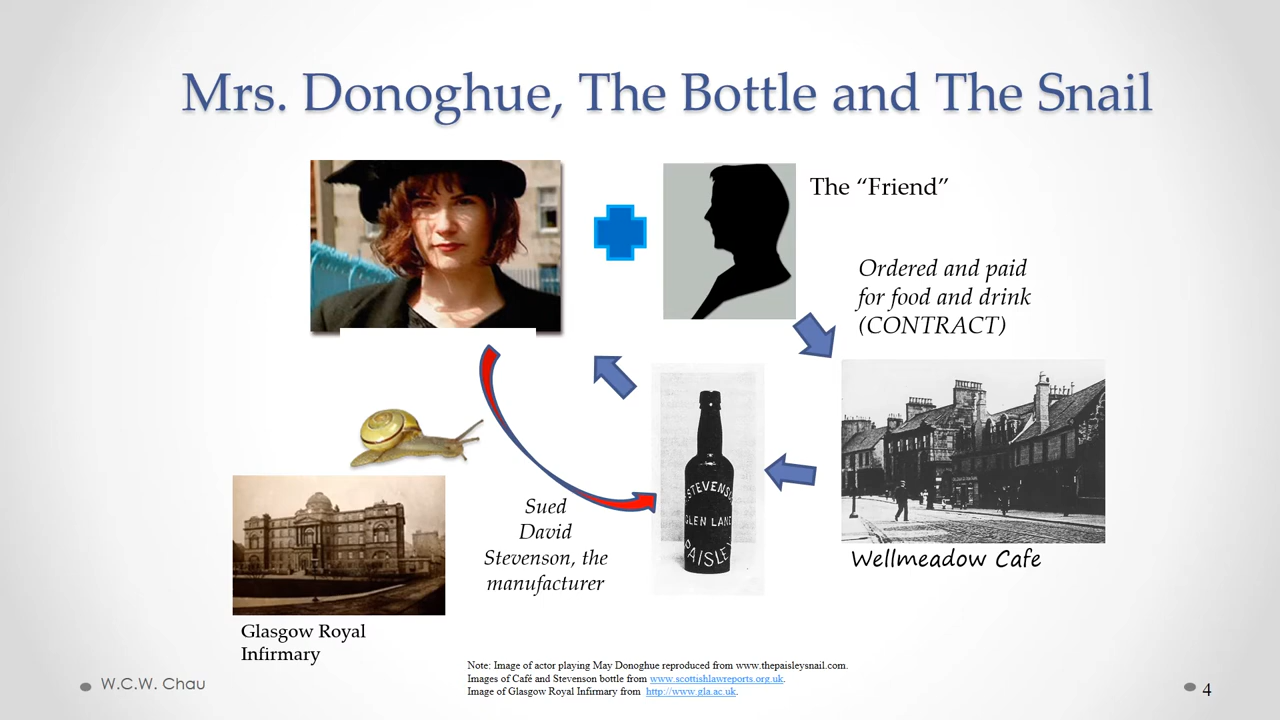 Mrs. Donoghue, The Bottle and The Snail
The “Friend”
Ordered and paid
for food and drink
(CONTRACT)
STEVENSO
GLEN LANE
PAISLEY
Wellmeadow Cafe
Sued
David
Stevenson, the
manufacturer
Glasgow Royal
Infirmary
Note: Image of actor playing May Donoghue reproduced from www.thepaisleysnail.com.
Images of Café and Stevenson bottle from www.scottishlawreports.org.uk.
Image of Glasgow Royal Infirmary from http://www.gla.ac.uk.
W.C.W. Chau
4